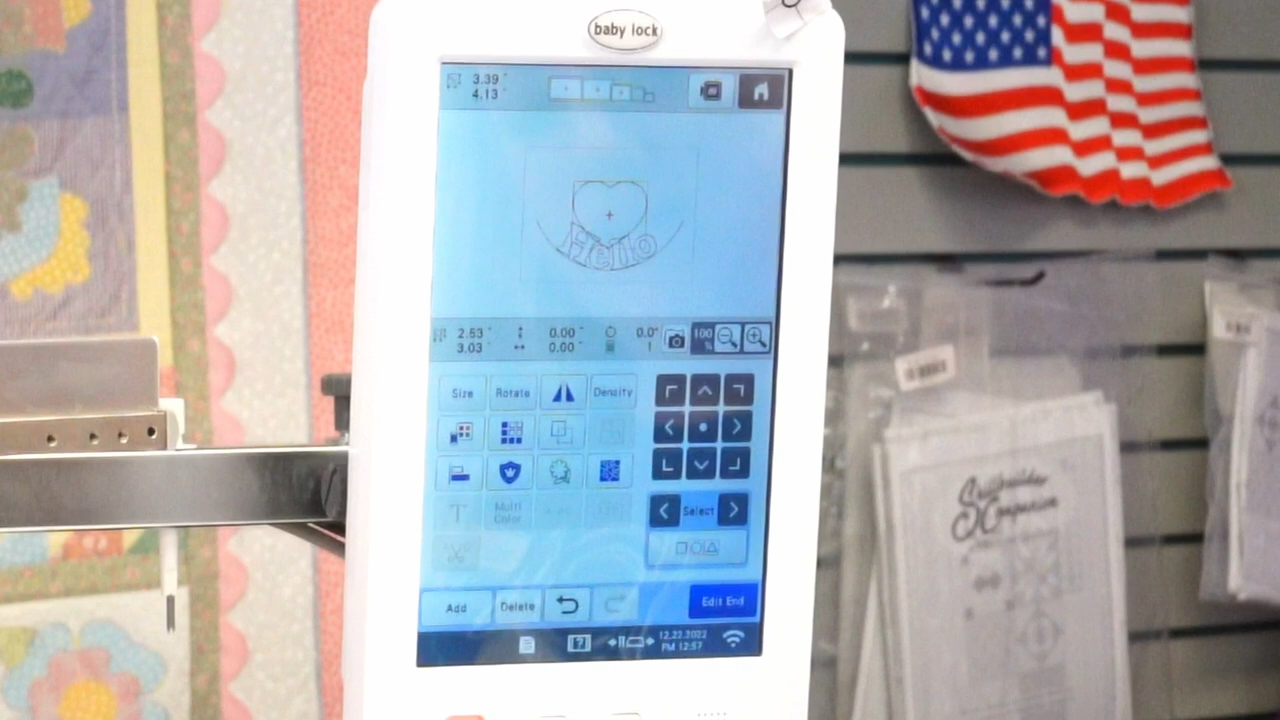 baby lock
3.39 "
4.13 "
Hello
2.53 "
3.03 "
0.00 "
0.00 "
0.0°
1
100
%
Size
Rotate
Density
Multi
Color
Select
Add
Delete
Edit End
12.22.2022
PM 12:57
Companion